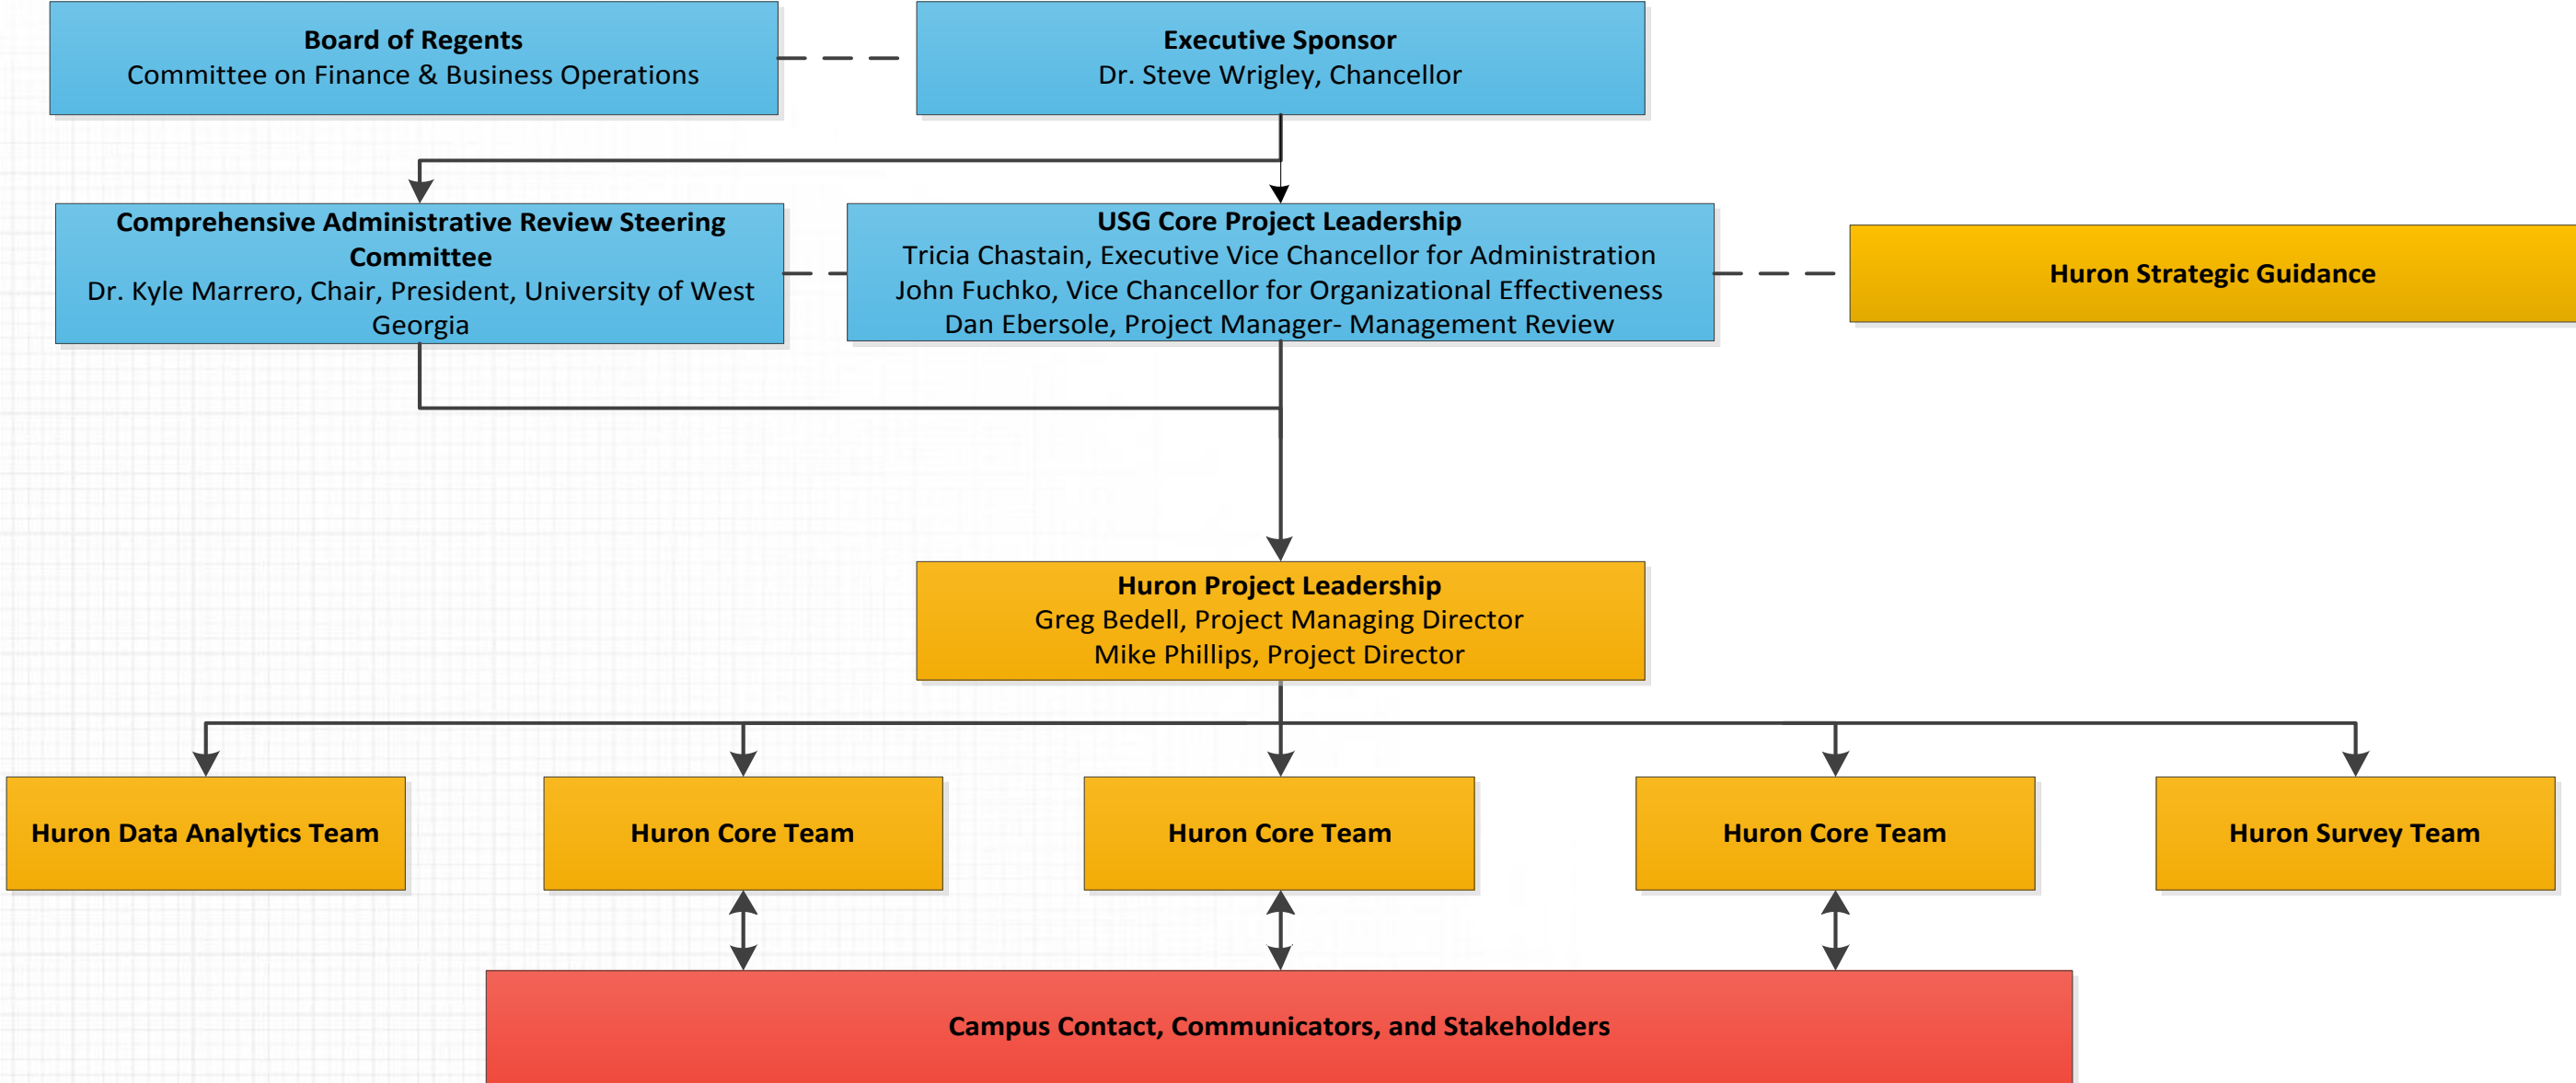 Board of Regents
Committee on Finance & Business Operations
Executive Sponsor
Dr. Steve Wrigley, Chancellor
Comprehensive Administrative Review Steering
Committee
Dr. Kyle Marrero, Chair, President, University of West
Georgia
USG Core Project Leadership
Tricia Chastain, Executive Vice Chancellor for Administration
John Fuchko, Vice Chancellor for Organizational Effectiveness
Dan Ebersole, Project Manager- Management Review
Huron Strategic Guidance
Huron Project Leadership
Greg Bedell, Project Managing Director
Mike Phillips, Project Director
Huron Data Analytics Team
Huron Core Team
Huron Core Team
Huron Core Team
Huron Survey Team
Campus Contact, Communicators, and Stakeholders